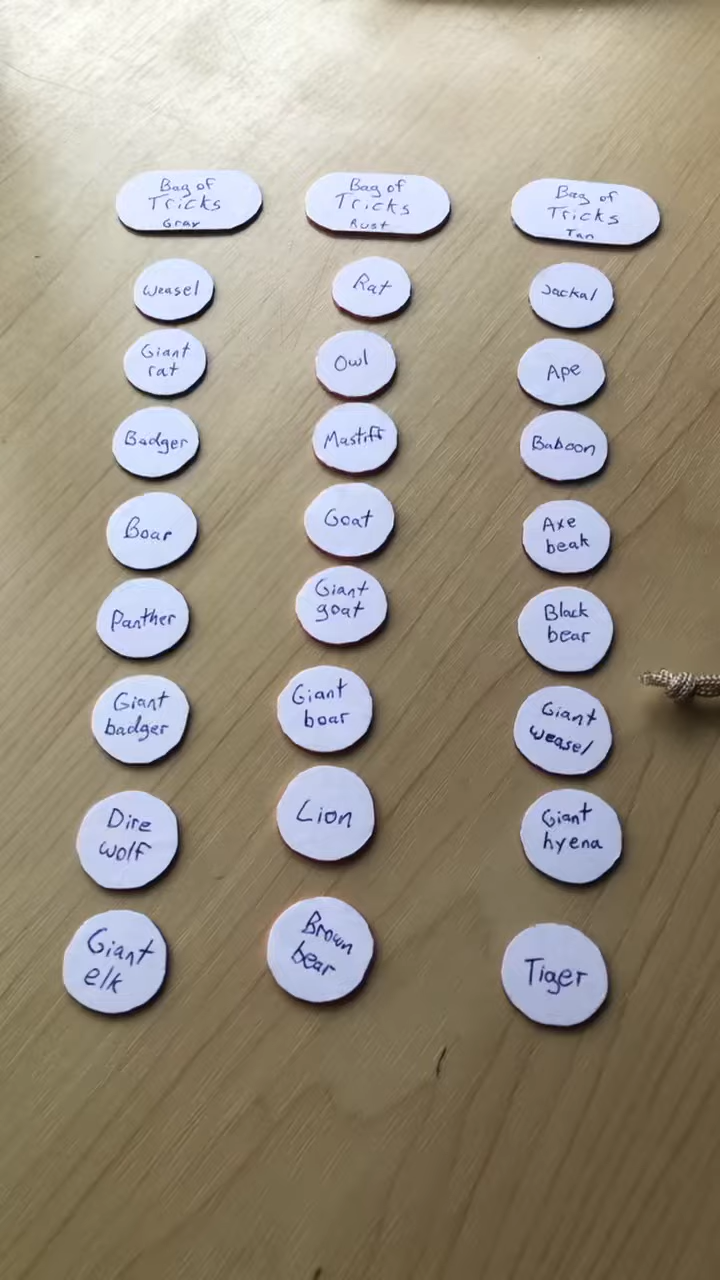 Bag of
Tricks
Gray
Weasel
Giant
rat
Badger
Boar
Panther
Giant
badger
Dire
wolf
Giant
elk
Bag of
Tricks
Rust
Rat
Owl
Mastiff
Goat
Giant
goat
Giant
boar
Lion
Brown
bear
Bag of
Tricks
Tan
Jackal
Ape
Baboon
Axe
beak
Black
bear
Giant
weasel
Giant
hyena
Tiger